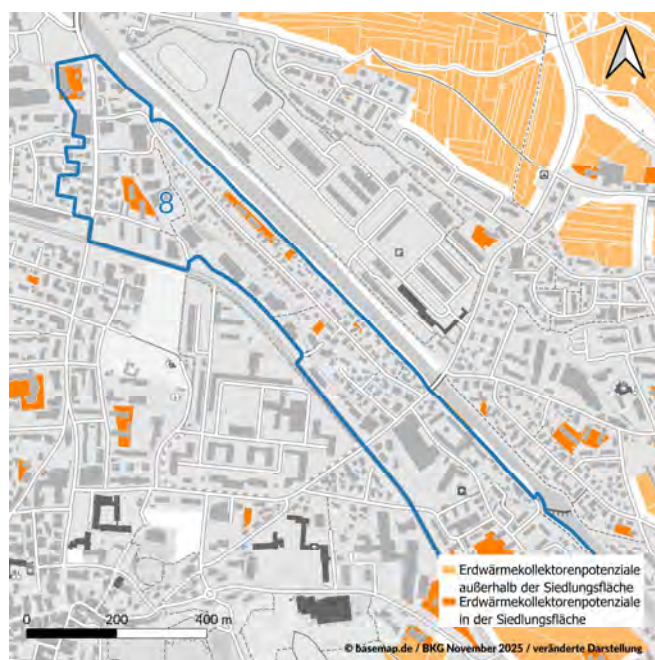 8
Erdwärmekollektorenpotenziale
außerhalb der Siedlungsfläche
Erdwärmekollektorenpotenziale
in der Siedlungsfläche
0 200 400 m
© basemap.de / BKG November 2025 / veränderte Darstellung